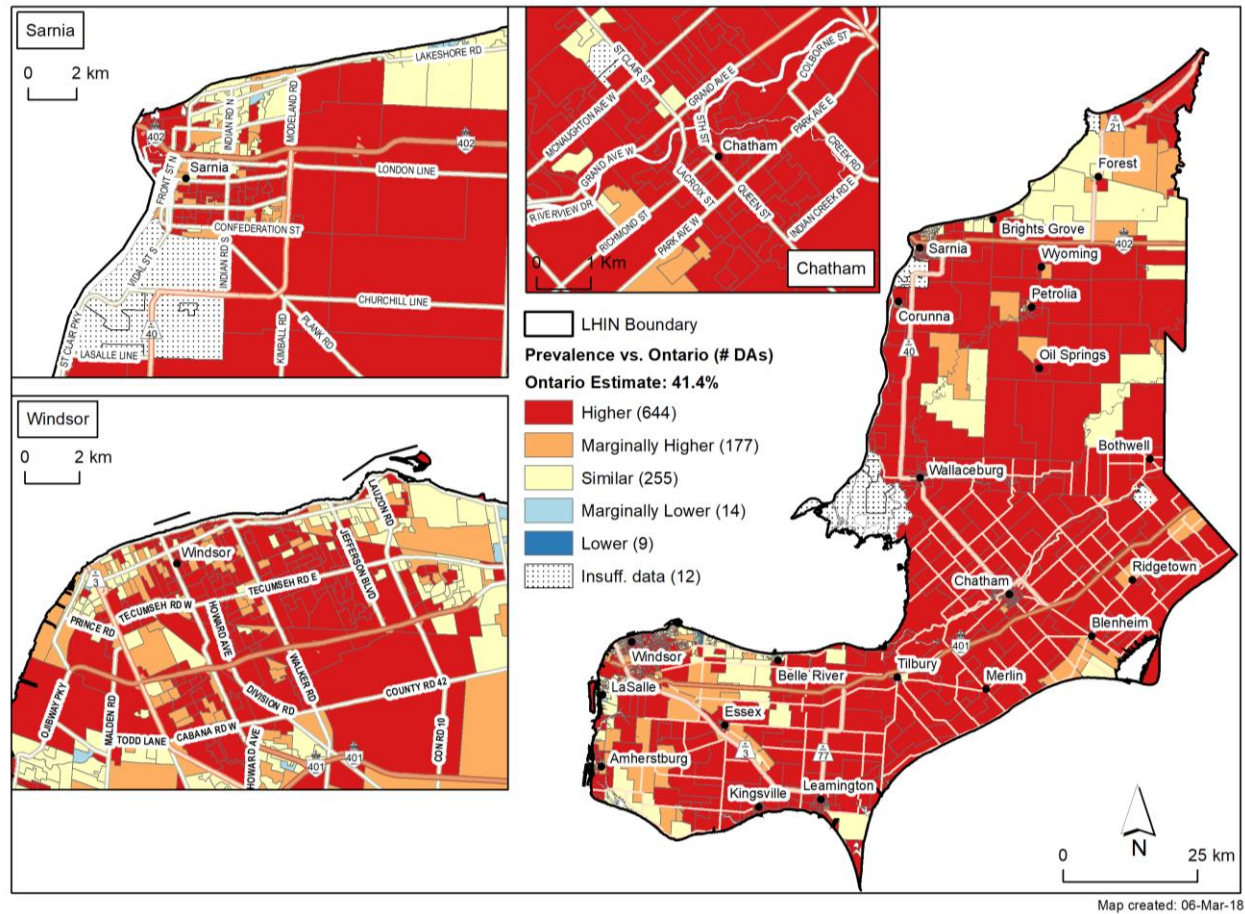 Sarnia
0 2 km
LAKESHORE RD
INDIAN RD N
MODELAND RD
402
402
FRONT ST N
Sarnia
LONDON LINE
CONFEDERATION ST
VIDAL ST S
INDIAN RD S
CHURCHILL LINE
40
ST CLAIR PKY
LASALLE LINE
KIMBALL RD
PLANK RD
ST CLAIR ST
COLBORNE ST
GRAND AVE E
MCNAUGHTON AVE W
5TH ST
PARK AVE E
Chatham
CREEK RD
GRAND AVE W
LACROIX ST
QUEEN ST
RIVERVIEW DR
RICHMOND ST
PARK AVE W
INDIAN CREEK RD E
0 1 Km
Chatham
LHIN Boundary
Prevalence vs. Ontario (# DAs)
Ontario Estimate: 41.4%
Higher (644)
Marginally Higher (177)
Similar (255)
Marginally Lower (14)
Lower (9)
Insuff. data (12)
Windsor
0 2 km
LAUZON RD
JEFFERSON BLVD
Windsor
3
TECUMSEH RD E
TECUMSEH RD W
PRINCE RD
HOWARD AVE
WALKER RD
DIVISION RD
COUNTY RD 42
OJIBWAY PKY
MALDEN RD
TODD LANE
CABANA RD W
HOWARD AVE
401
401
CON RD 10
21
Forest
Brights Grove
Sarnia
402
Wyoming
Petrolia
Corunna
40
Oil Springs
Bothwell
Wallaceburg
Ridgetown
Chatham
Blenheim
401
Windsor
Tilbury
Belle River
Merlin
LaSalle
Essex
3
77
Amherstburg
Leamington
Kingsville
N
0 25 km
Map created: 06-Mar-18